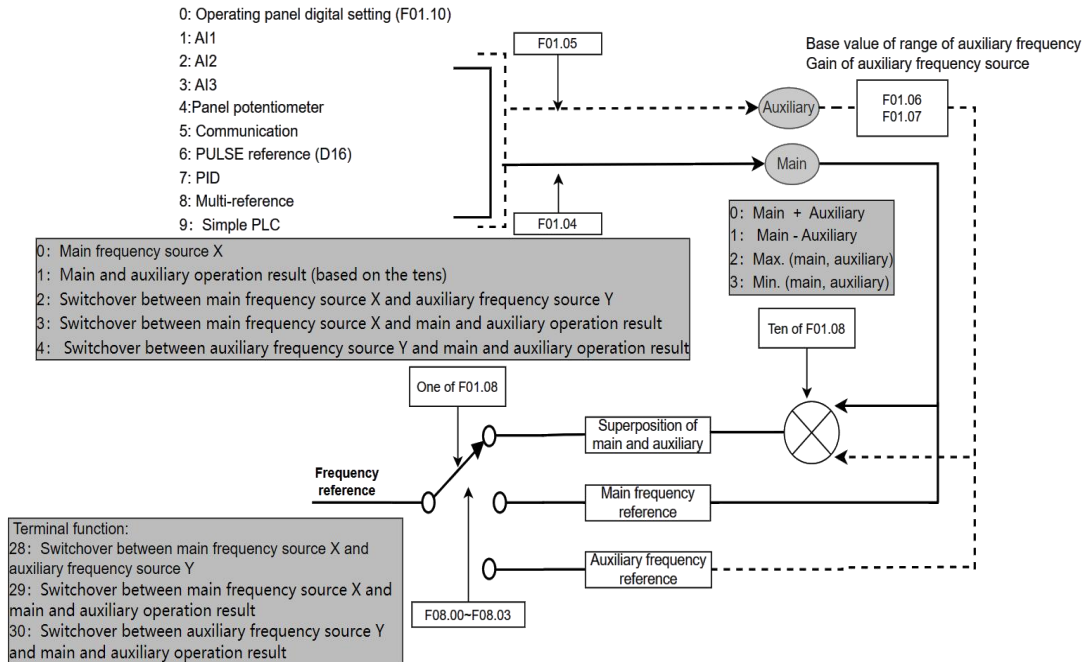 0: Operating panel digital setting (F01.10)
1: AI1
2: AI2
3: AI3
4:Panel potentiometer
5: Communication
6: PULSE reference (D16)
7: PID
8: Multi-reference
9: Simple PLC
F01.05
F01.04
Base value of range of auxiliary frequency
Gain of auxiliary frequency source
Auxiliary
F01.06
F01.07
Main
0: Main + Auxiliary
1: Main - Auxiliary
2: Max. (main, auxiliary)
3: Min. (main, auxiliary)
0: Main frequency source X
1: Main and auxiliary operation result (based on the tens)
2: Switchover between main frequency source X and auxiliary frequency source Y
3: Switchover between main frequency source X and main and auxiliary operation result
4: Switchover between auxiliary frequency source Y and main and auxiliary operation result
Ten of F01.08
One of F01.08
Superposition of
main and auxiliary
Frequency
reference
Main frequency
reference
Auxiliary frequency
reference
F08.00~F08.03
Terminal function:
28: Switchover between main frequency source X and
auxiliary frequency source Y
29: Switchover between main frequency source X and
main and auxiliary operation result
30: Switchover between auxiliary frequency source Y
and main and auxiliary operation result